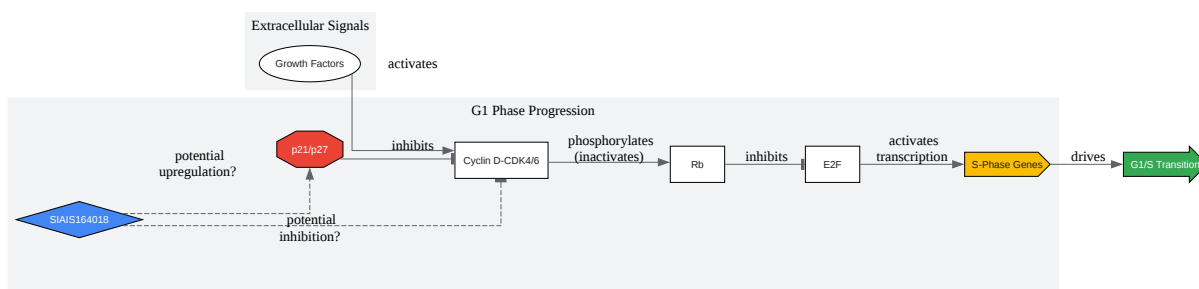 Extracellular Signals
Growth Factors
activates
G1 Phase Progression
p21/p27
inhibits
potential
upregulation?
Cyclin D-CDK4/6
phosphorylates
(inactivates)
Rb
inhibits
E2F
activates
transcription
S-Phase Genes
drives
G1/S Transition
SIAIS164018
potential
inhibition?